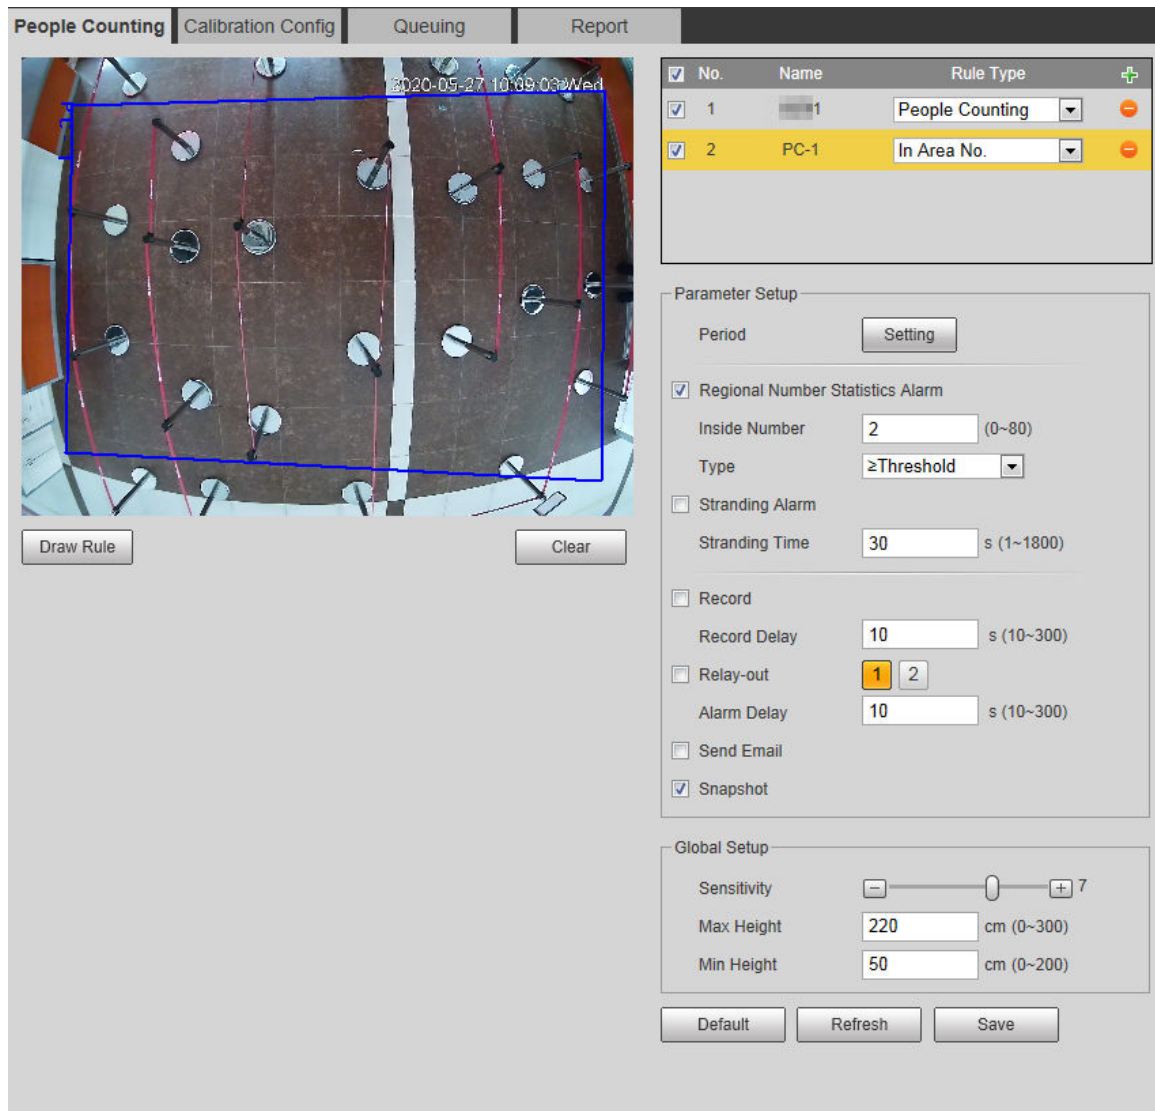 People Counting Calibration Config Queuing Report
2020-05-27 10:09:03 Wed
No. Name Rule Type
1 1 People Counting
2 PC-1 In Area No.
Parameter Setup
Period Setting
Regional Number Statistics Alarm
Inside Number 2 (0~80)
Type ≥Threshold
Stranding Alarm
Stranding Time 30 s (1~1800)
Record
Record Delay 10 s (10~300)
Relay-out 1 2
Alarm Delay 10 s (10~300)
Send Email
Snapshot
Global Setup
Sensitivity 7
Max Height 220 cm (0~300)
Min Height 50 cm (0~200)
Default Refresh Save
Draw Rule Clear